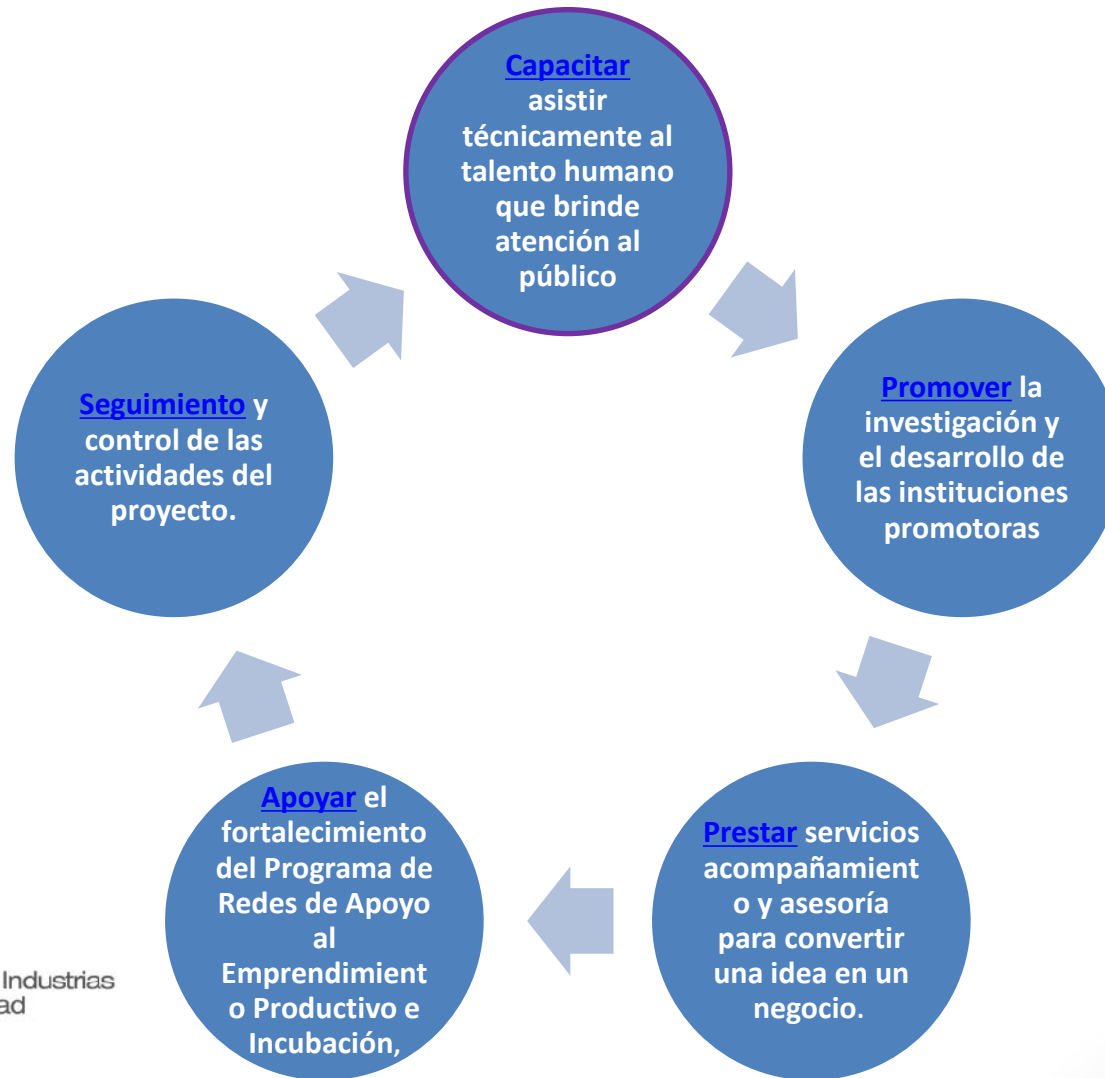 Capacitar
asistir
técnicamente al
talento humano
que brinde
atención al
público
Promover la
investigación y
el desarrollo de
las instituciones
promotoras
Prestar servicios
acompañamient
o y asesoría
para convertir
una idea en un
negocio.
Apoyar el
fortalecimiento
del Programa de
Redes de Apoyo
al
Emprendimient
o Productivo e
Incubación,
Seguimiento y
control de las
actividades del
proyecto.
Industrias
ad